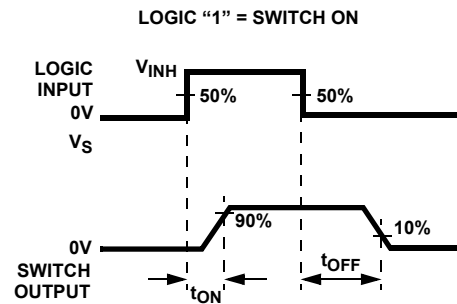 LOGIC “1” = SWITCH ON
LOGIC
INPUT
VINH
50%
50%
0V
VS
90%
10%
0V
SWITCH
OUTPUT
tON
tOFF